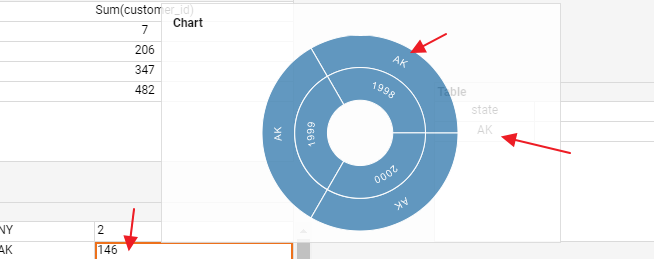 Sum(customer_id)
Chart
7
206
347
482
AK
1998
Table
state
AK
AK
1999
2000
AK
NY
2
AK
146